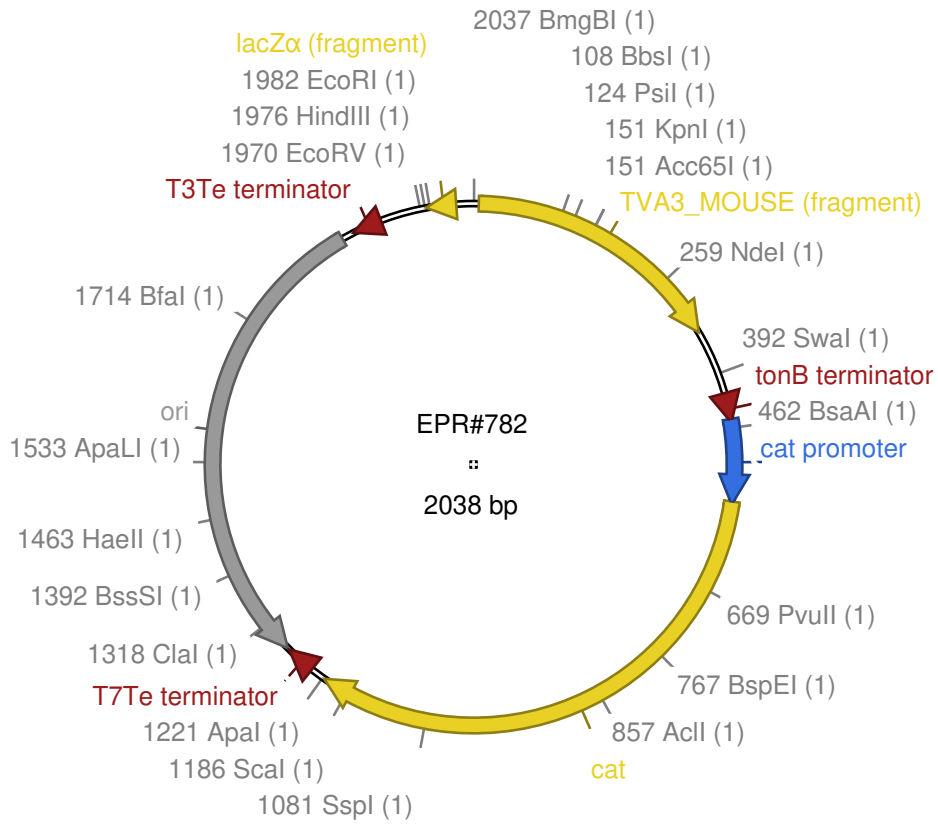 2037 BmgBI (1)
lacZα (fragment)
108 BbsI (1)
1982 EcoRI (1)
124 PsiI (1)
1976 HindIII (1)
151 KpnI (1)
1970 EcoRV (1)
151 Acc65I (1)
T3Te terminator
TVA3_MOUSE (fragment)
259 NdeI (1)
1714 BfaI (1)
392 SwaI (1)
tonB terminator
ori
462 BsaAI (1)
EPR#782
1533 ApaLI (1)
cat promoter
2038 bp
1463 HaeII (1)
1392 BssSI (1)
669 PvuII (1)
1318 ClaI (1)
767 BspEI (1)
T7Te terminator
1221 ApaI (1)
857 AclI (1)
1186 ScaI (1)
cat
1081 SspI (1)